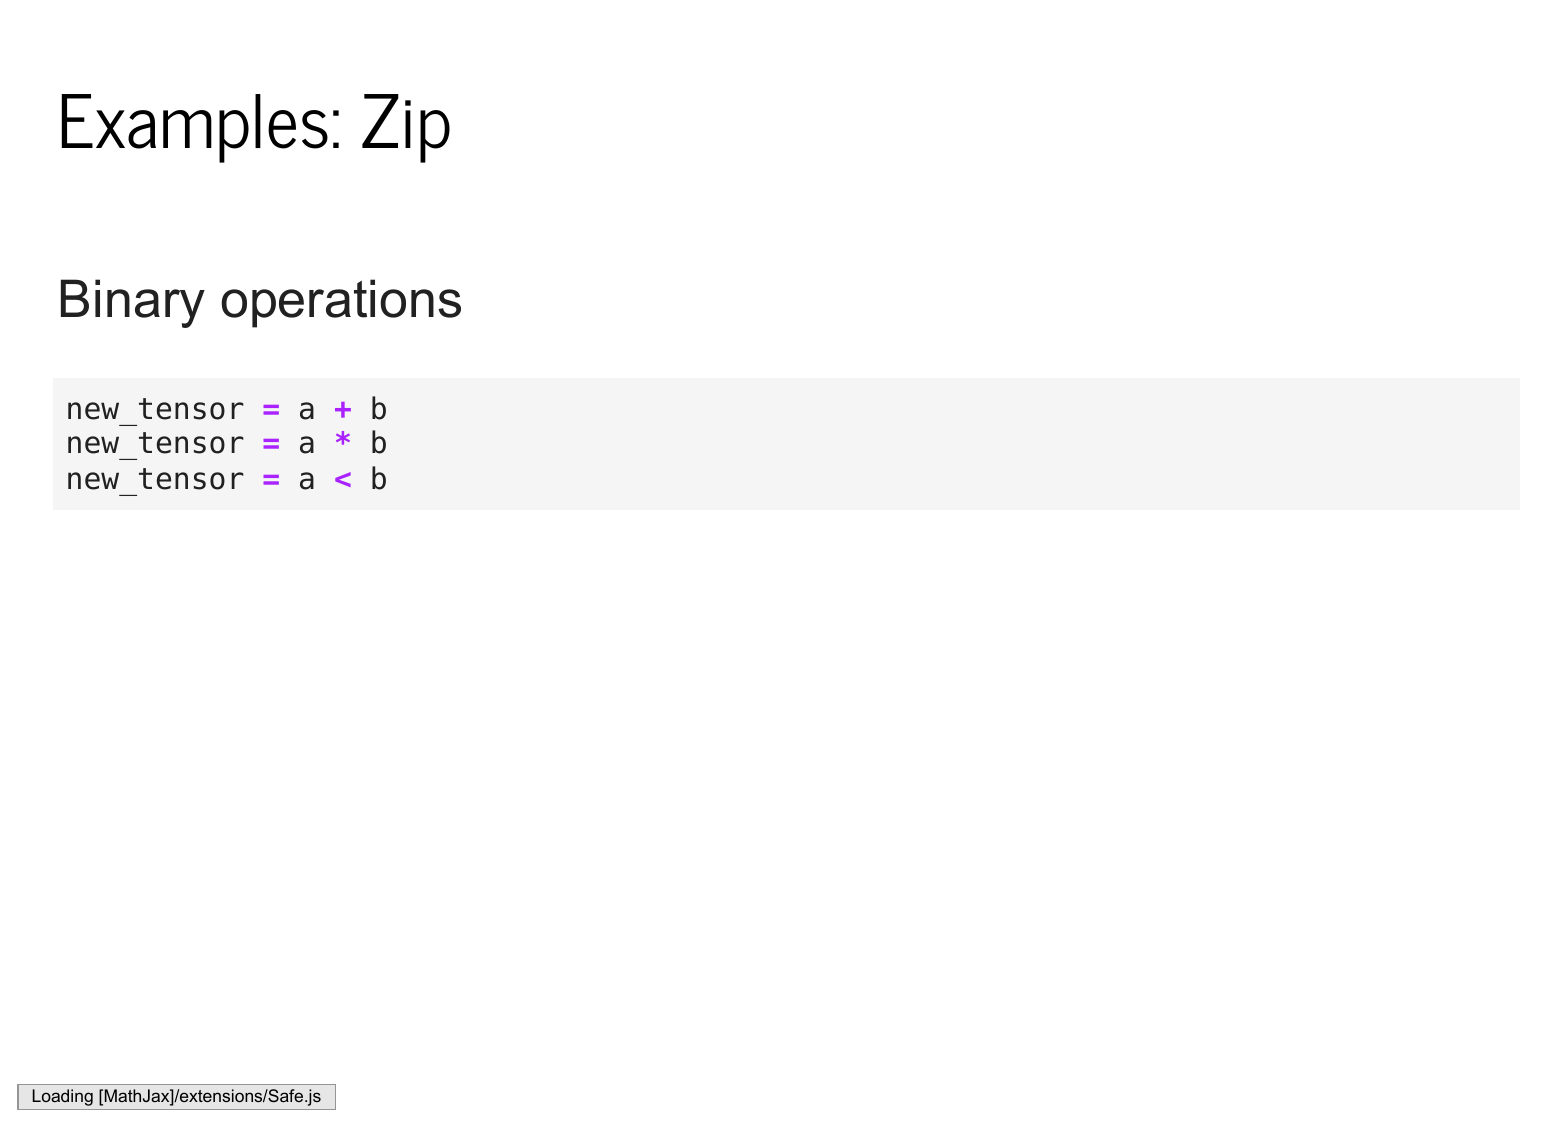 Examples: Zip
Binary operations
new_tensor = a + b
new_tensor = a * b
new_tensor = a < b
Loading [MathJax]/extensions/Safe.js